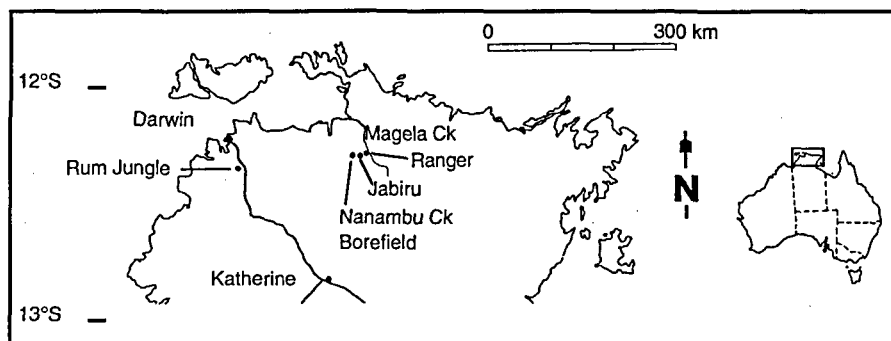 0 300 km
12°S
Darwin
Magela Ck
Rum Jungle
Ranger
Jabiru
N
Nanambu Ck
Borefield
Katherine
13°S